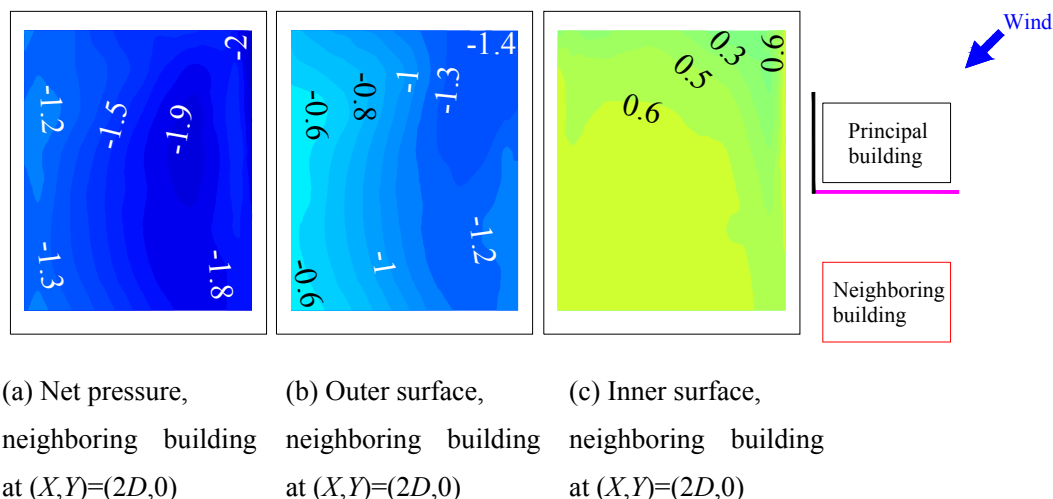 -2
-1.2
-1.5
-1.9
-1.3
-1.8
-1.4
-1
-1.3
-0.8
-0.6
-1.2
-1
-0.6
0.3
0.6
0.5
0.6
Wind
Principal
building
Neighboring
building
(a) Net pressure,
neighboring building
at (X,Y)=(2D,0)
(b) Outer surface,
neighboring building
at (X,Y)=(2D,0)
(c) Inner surface,
neighboring building
at (X,Y)=(2D,0)